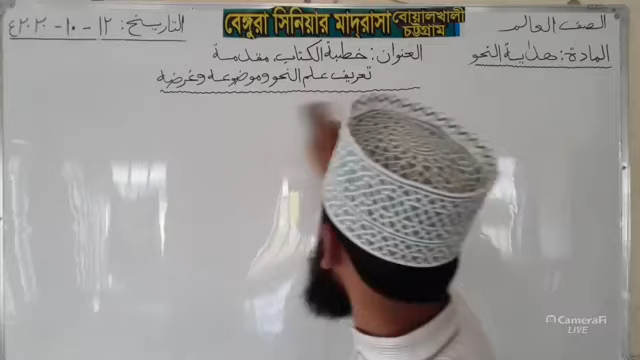 الصف العالم
বেঙ্গুরা সিনিয়ার মাদ্রাসা বোয়ালখালী চট্টগ্রাম
التاريخ: ١٢ - ١٠ - ٢٠٢٠ع
المادة: هداية النحو
العنوان: خطبة الكتاب، مقدمة
تعريف علم النحو وموضوعه وغرضه
CameraFi
LIVE